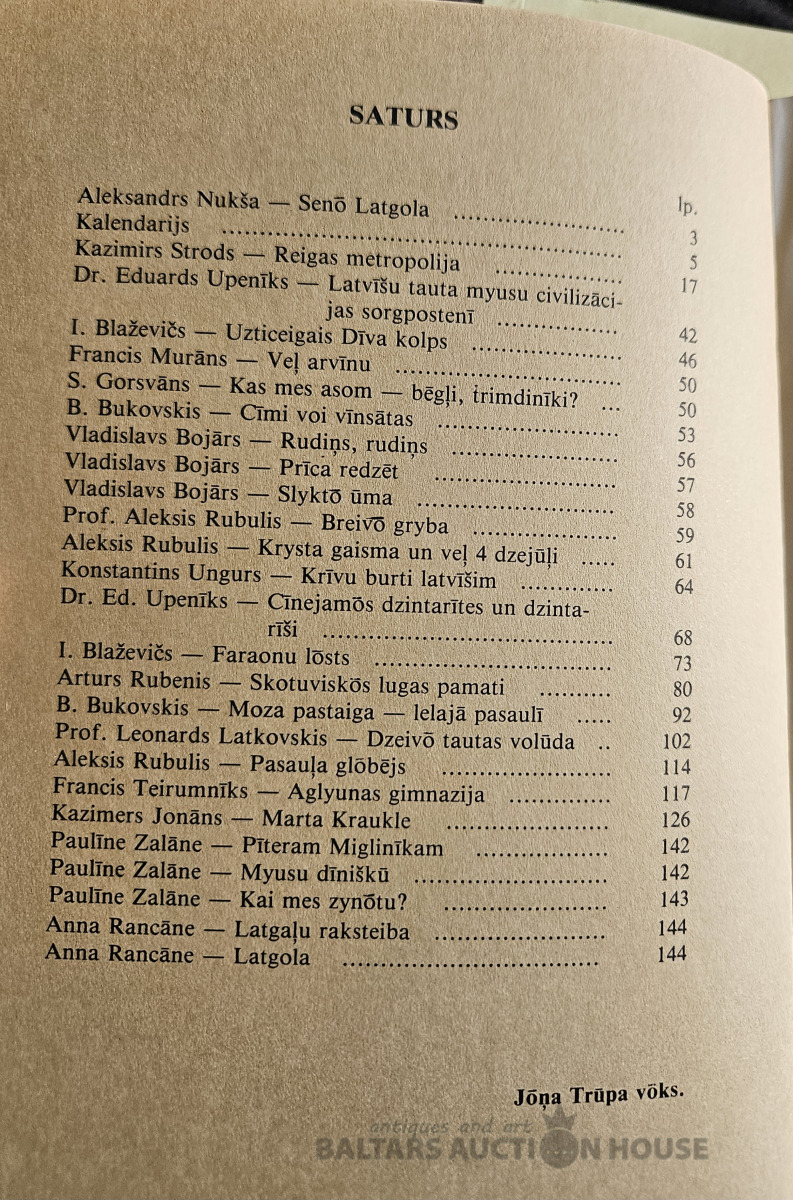 SATURS
lp.
Aleksandrs Nukša — Senō Latgola ........................ 3
Kalendarijs ........................ 5
Kazimirs Strods — Reigas metropolija ........................ 17
Dr. Eduards Upenīks — Latvīšu tauta myusu civilizāci-
jas sorgpostenī ........................ 42
I. Blaževičs — Uzticeigais Dīva kolps ........................ 46
Francis Murāns — Veļ arvīnu ........................ 50
S. Gorsvāns — Kas mes asom — bēgļi, trimdinīki? ... 50
B. Bukovskis — Cīmi voi vīnsātas ........................ 53
Vladislavs Bojārs — Rudiņs, rudiņs ........................ 56
Vladislavs Bojārs — Prīca redzēt ........................ 57
Vladislavs Bojārs — Slyktō ūma ........................ 58
Prof. Aleksis Rubulis — Breivō gryba ........................ 59
Aleksis Rubulis — Krysta gaisma un veļ 4 dzejūļi ..... 61
Konstantins Ungurs — Krīvu burti latvīšim ............. 64
Dr. Ed. Upenīks — Cīnejamōs dzintarītes un dzinta-
rīši ........................ 68
I. Blaževičs — Faraonu lōsts ........................ 73
Arturs Rubenis — Skotuviskōs lugas pamati .......... 80
B. Bukovskis — Moza pastaiga — lelajā pasaulī ..... 92
Prof. Leonards Latkovskis — Dzeivō tautas volūda .. 102
Aleksis Rubulis — Pasauļa glōbējs ........................ 114
Francis Teirumnīks — Aglyunas gimnazija ............. 117
Kazimers Jonāns — Marta Kraukle ........................ 126
Paulīne Zalāne — Pīteram Miglinīkam ................... 142
Paulīne Zalāne — Myusu dīniškū ........................ 142
Paulīne Zalāne — Kai mes zynōtu? ........................ 143
Anna Rancāne — Latgaļu raksteiba ........................ 144
Anna Rancāne — Latgola ........................ 144
Jōņa Trūpa vōks.
antiques and art
BALTARS AUCTION HOUSE